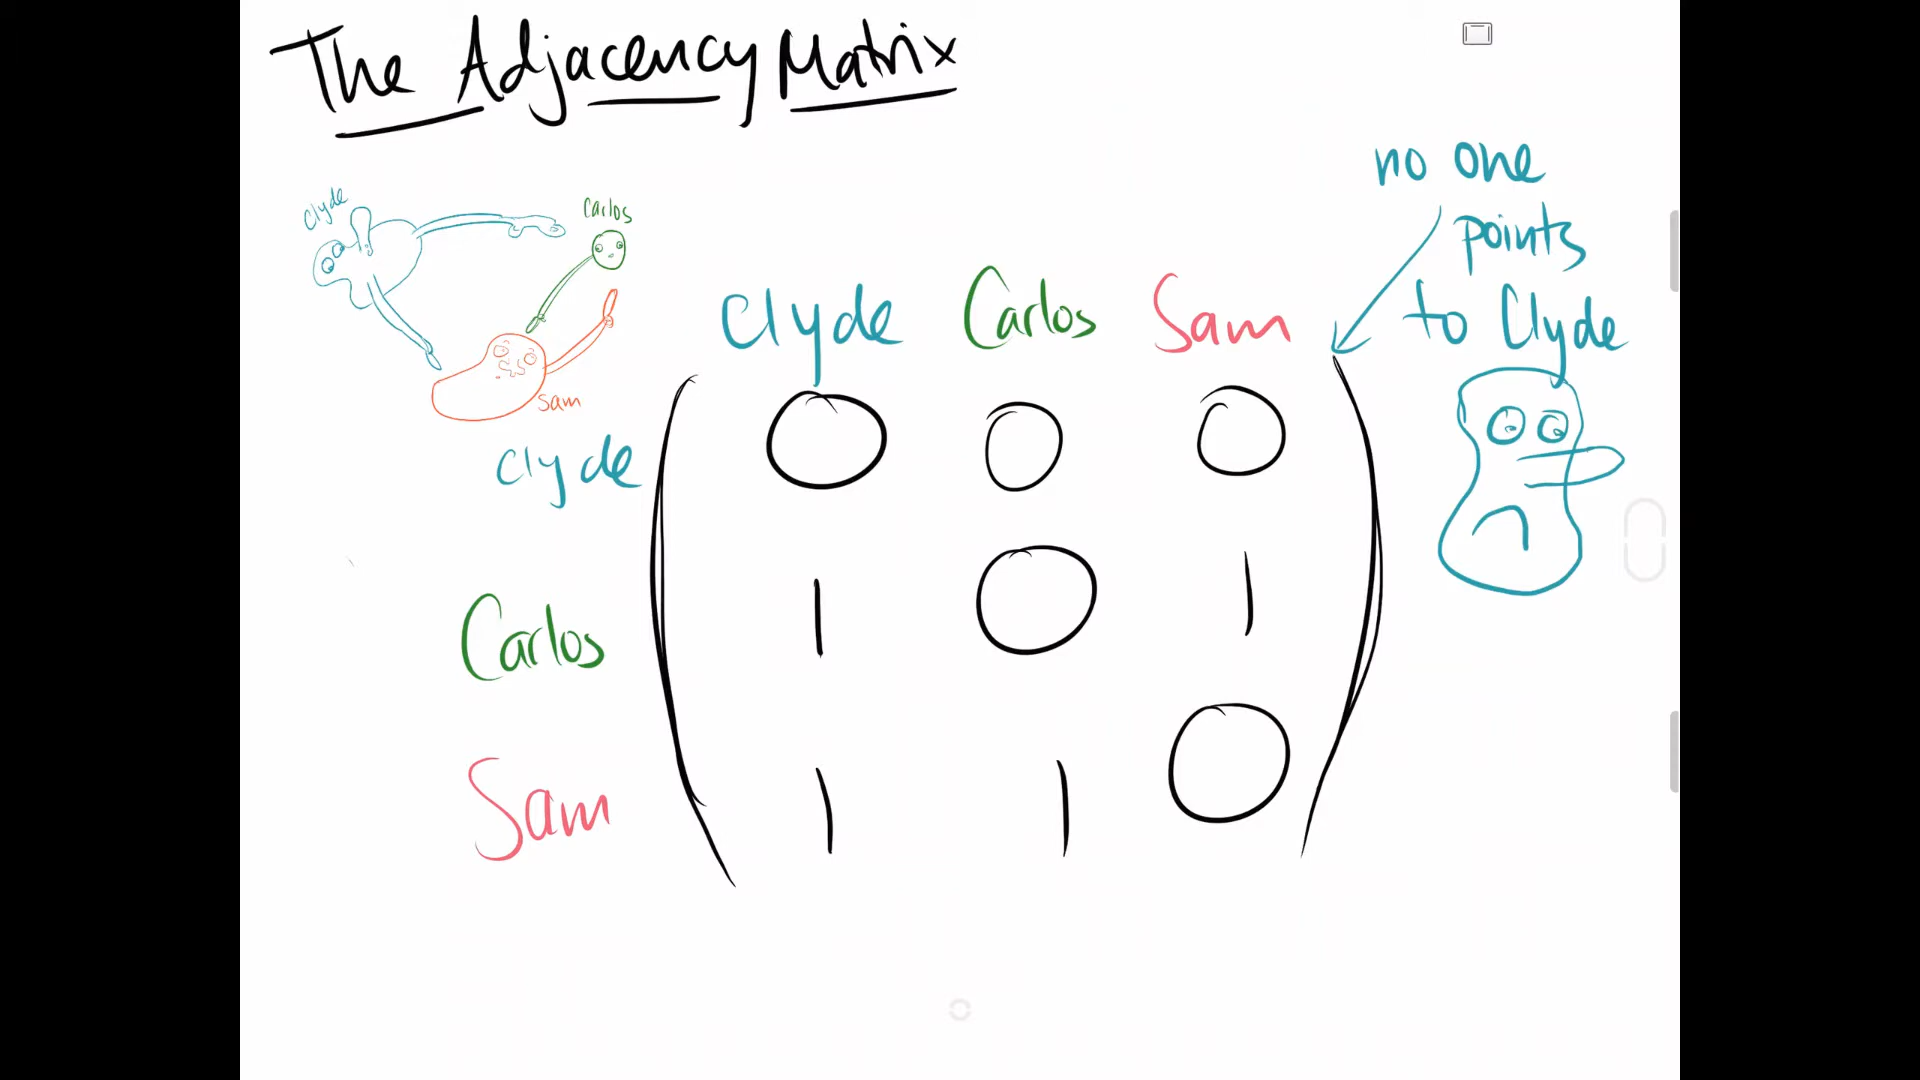 The Adjacency Matrix
no one
points
to Clyde
Clyde
Carlos
Sam
Clyde Carlos Sam
Clyde 0 0 0
Carlos 1 0 1
Sam 1 1 0